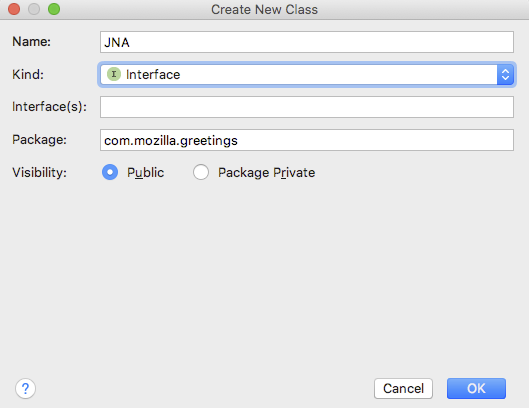 Create New Class
Name: JNA
Kind: I Interface
Interface(s):
Package: com.mozilla.greetings
Visibility: Public Package Private
? Cancel OK